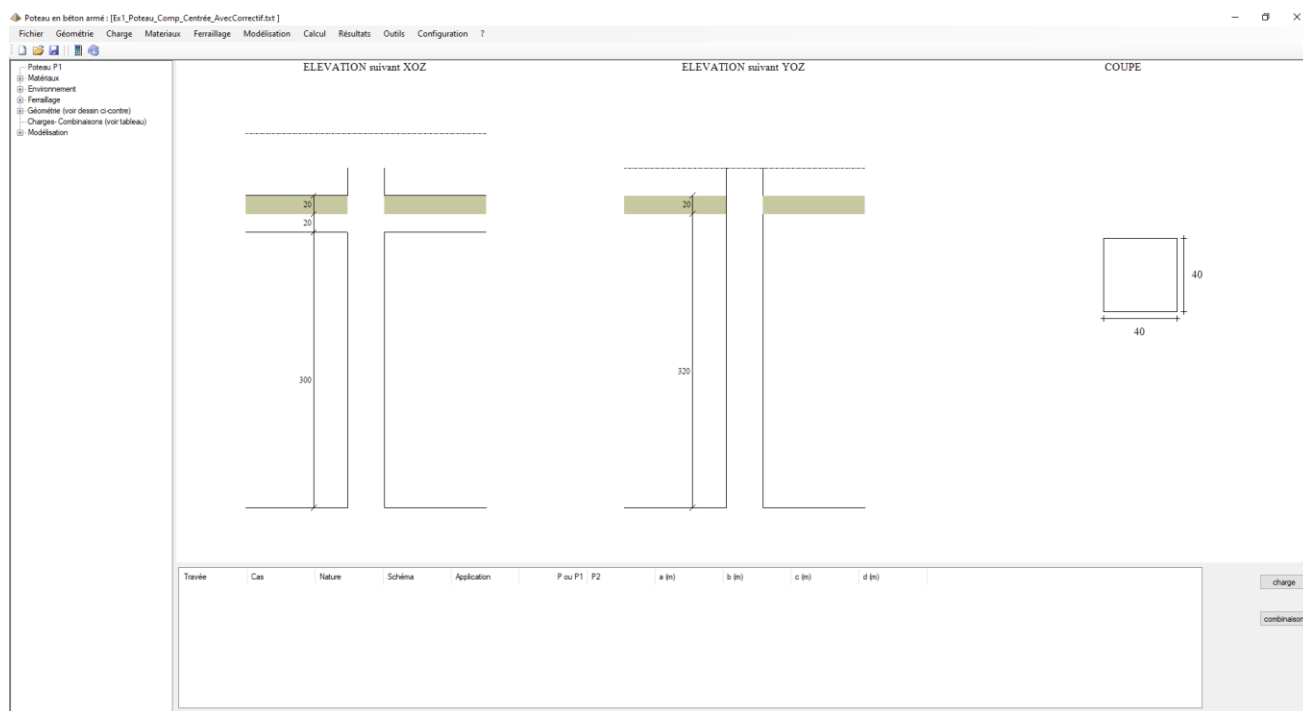 Poteau en béton armé : [Ex1_Poteau_Comp_Centrée_AvecCorrectif.txt ]
Fichier Géométrie Charge Materiaux Ferraillage Modélisation Calcul Résultats Outils Configuration ?
Poteau P1
Matériaux
Environnement
Ferraillage
Géométrie (voir dessin ci-contre)
Charges- Combinaisons (voir tableau)
Modélisation
ELEVATION suivant XOZ
20
20
300
ELEVATION suivant YOZ
20
320
COUPE
40
40
Travée Cas Nature Schéma Application P ou P1 P2 a (m) b (m) c (m) d (m)
charge
combinaison